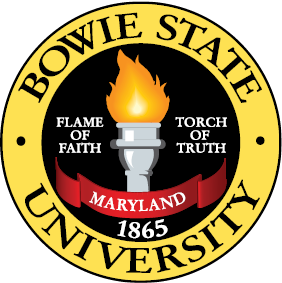 BOWIE STATE
FLAME
OF
FAITH
TORCH
OF
TRUTH
MARYLAND
1865
UNIVERSITY